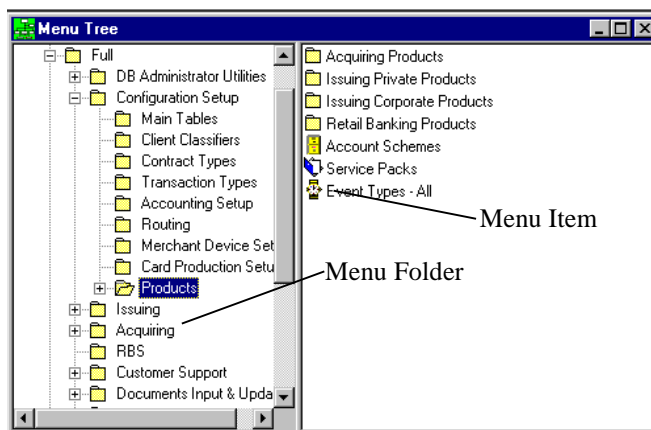 Menu Tree
Full
DB Administrator Utilities
Configuration Setup
Main Tables
Client Classifiers
Contract Types
Transaction Types
Accounting Setup
Routing
Merchant Device Set
Card Production Setu
Products
Issuing
Acquiring
RBS
Customer Support
Documents Input & Upda
Acquiring Products
Issuing Private Products
Issuing Corporate Products
Retail Banking Products
Account Schemes
Service Packs
Event Types - All
Menu Item
Menu Folder